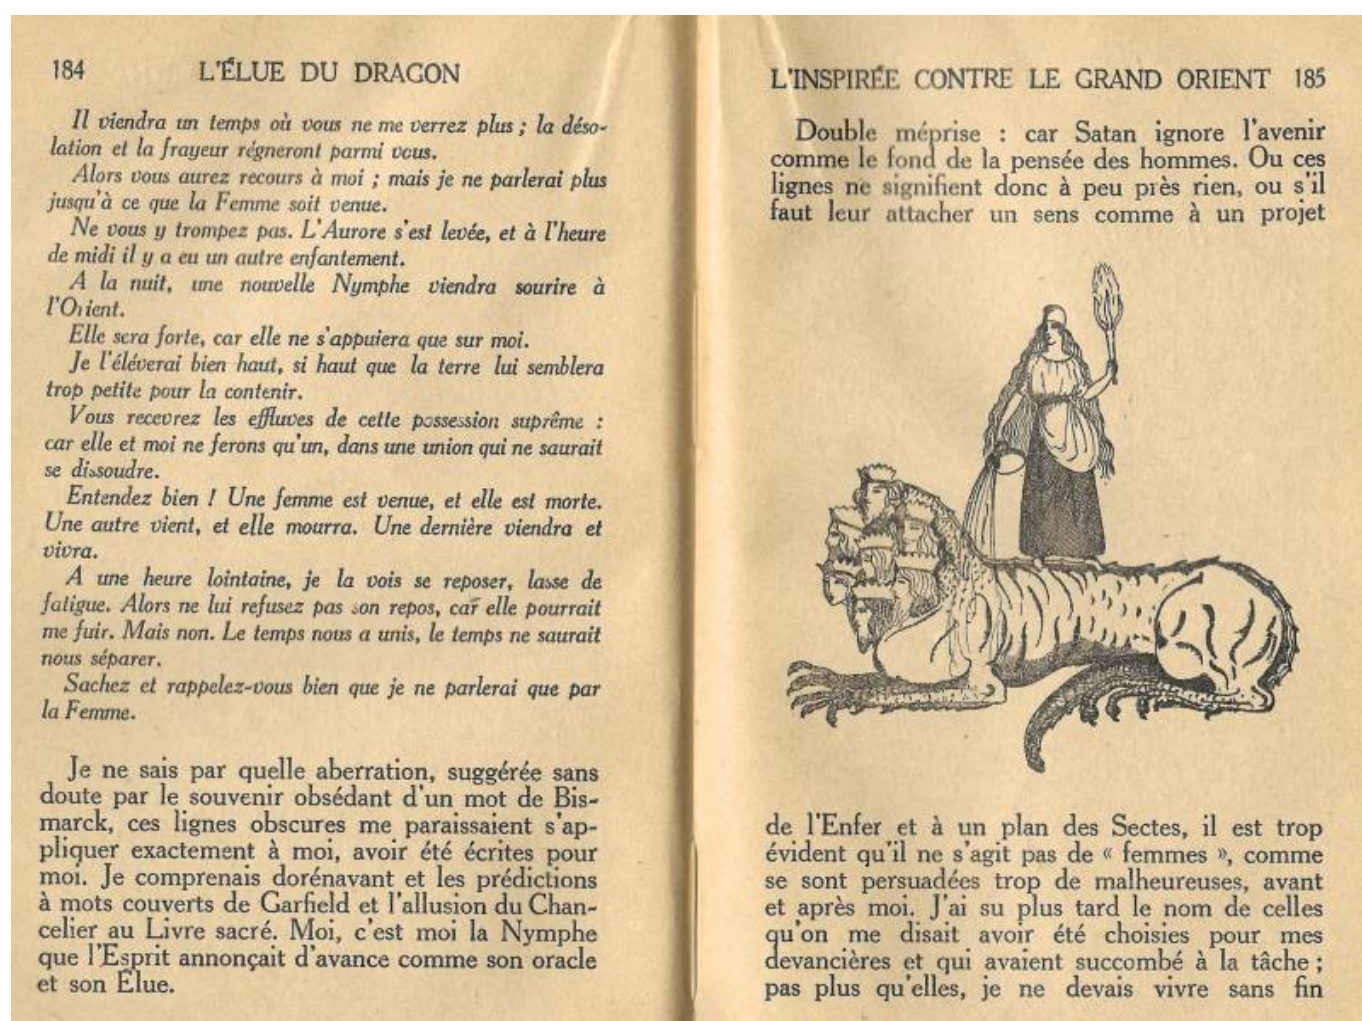 184 L'ÉLUE DU DRAGON
Il viendra un temps où vous ne me verrez plus ; la déso-
lation et la frayeur régneront parmi vous.
Alors vous aurez recours à moi ; mais je ne parlerai plus
jusqu'à ce que la Femme soit venue.
Ne vous y trompez pas. L'Aurore s'est levée, et à l'heure
de midi il y a eu un autre enfantement.
A la nuit, une nouvelle Nymphe viendra sourire à
l'Orient.
Elle sera forte, car elle ne s'appuiera que sur moi.
Je l'éléverai bien haut, si haut que la terre lui semblera
trop petite pour la contenir.
Vous recevrez les effluves de cette possession suprême :
car elle et moi ne ferons qu'un, dans une union qui ne saurait
se dissoudre.
Entendez bien ! Une femme est venue, et elle est morte.
Une autre vient, et elle mourra. Une dernière viendra et
vivra.
A une heure lointaine, je la vois se reposer, lasse de
fatigue. Alors ne lui refusez pas son repos, car elle pourrait
me fuir. Mais non. Le temps nous a unis, le temps ne saurait
nous séparer.
Sachez et rappelez-vous bien que je ne parlerai que par
la Femme.
Je ne sais par quelle aberration, suggérée sans
doute par le souvenir obsédant d'un mot de Bis-
marck, ces lignes obscures me paraissaient s'ap-
pliquer exactement à moi, avoir été écrites pour
moi. Je comprenais dorénavant et les prédictions
à mots couverts de Garfield et l'allusion du Chan-
celier au Livre sacré. Moi, c'est moi la Nymphe
que l'Esprit annonçait d'avance comme son oracle
et son Élue.
L'INSPIRÉE CONTRE LE GRAND ORIENT 185
Double méprise : car Satan ignore l'avenir
comme le fond de la pensée des hommes. Ou ces
lignes ne signifient donc à peu près rien, ou s'il
faut leur attacher un sens comme à un projet
de l'Enfer et à un plan des Sectes, il est trop
évident qu'il ne s'agit pas de « femmes », comme
se sont persuadées trop de malheureuses, avant
et après moi. J'ai su plus tard le nom de celles
qu'on me disait avoir été choisies pour mes
devancières et qui avaient succombé à la tâche ;
pas plus qu'elles, je ne devais vivre sans fin